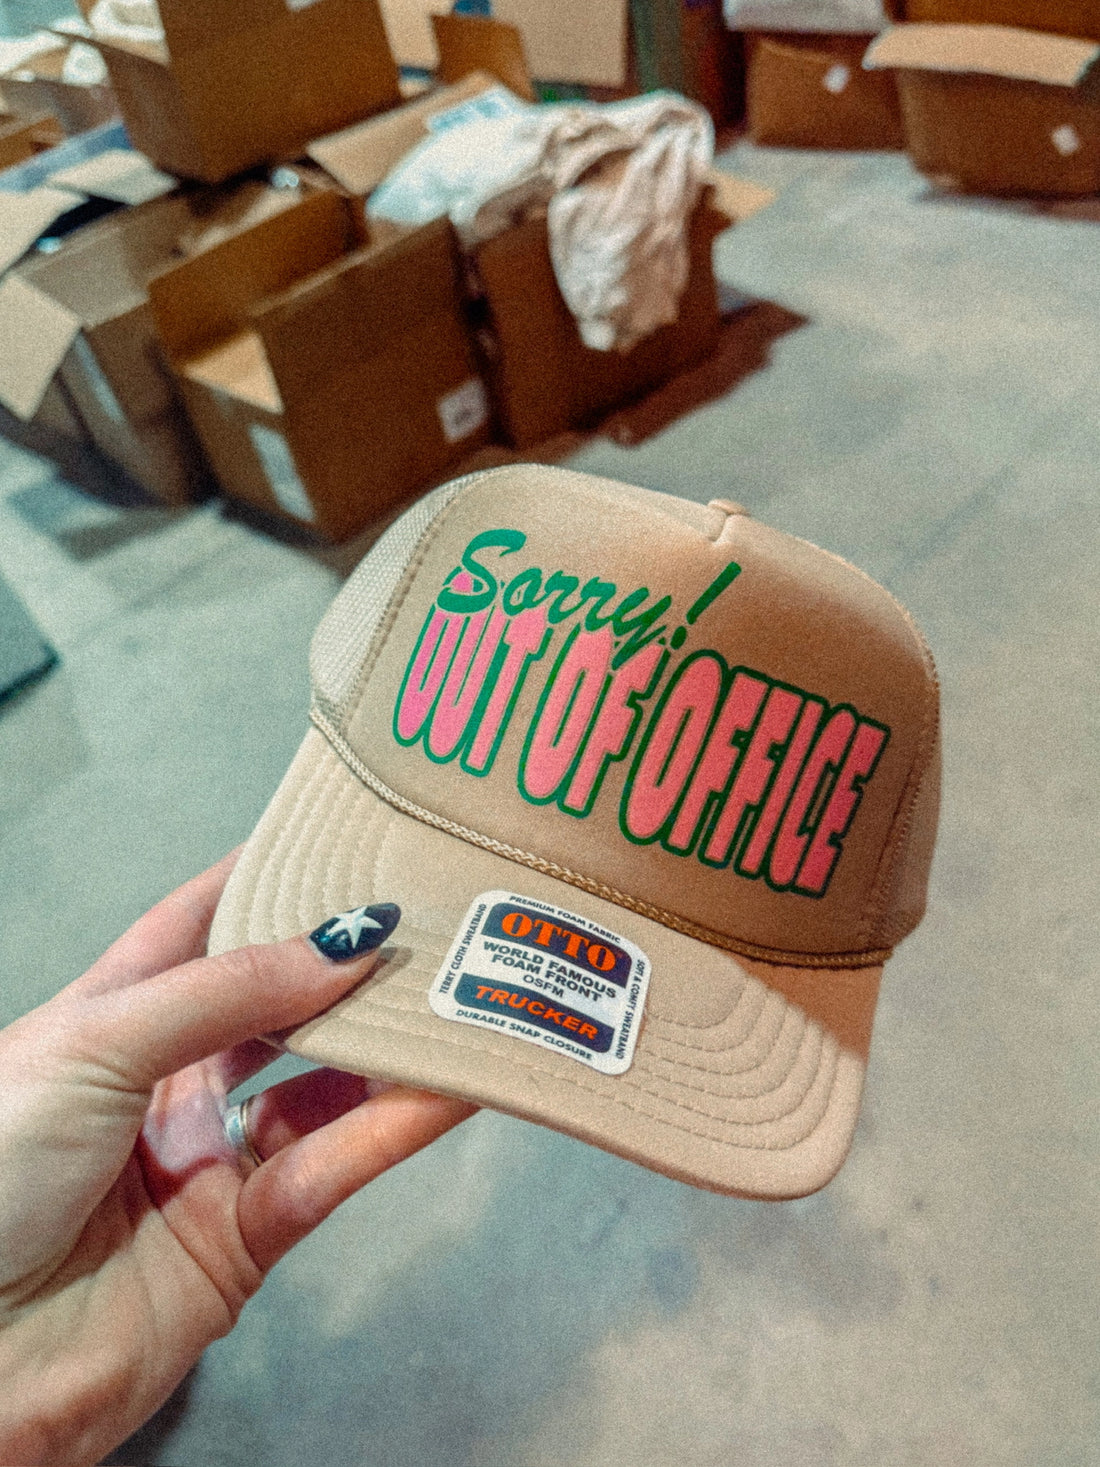 Sorry!
OUT OF OFFICE
PREMIUM FOAM FABRIC
TERRY CLOTH SWEATBAND
OTTO
WORLD FAMOUS
FOAM FRONT
OSFM
TRUCKER
SOFT & COMFY SWEATBAND
DURABLE SNAP CLOSURE